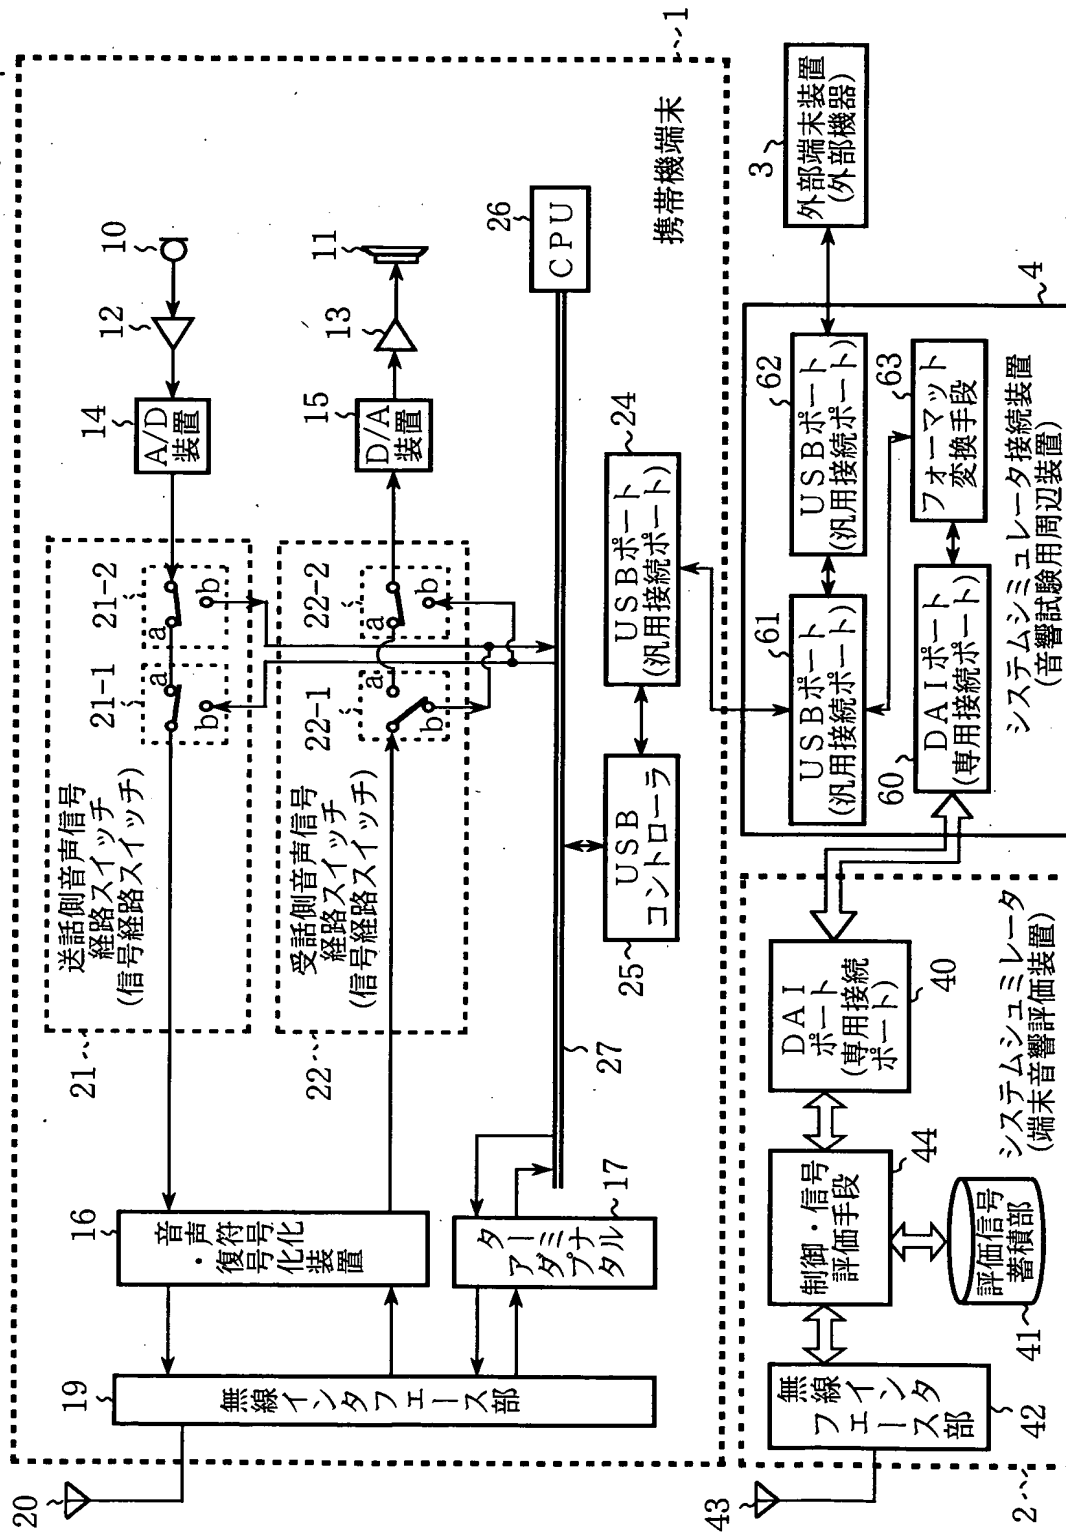 1
携帯機端末
10
12
14
A/D
装置
11
13
15
D/A
装置
26
CPU
21-2
a
b
21-1
a
b
送話側音声信号
経路スイッチ
(信号経路スイッチ)
21
22-2
a
b
22-1
a
b
受話側音声信号
経路スイッチ
(信号経路スイッチ)
22
16
音声符号化
・復号化
装置
19
無線インタフェース部
20
17
ターミナル
アダプタ
27
24
USBポート
(汎用接続ポート)
25
USB
コントローラ
3
外部端末装置
(外部機器)
4
システムシミュレータ接続装置
(音響試験用周辺装置)
62
USBポート
(汎用接続ポート)
61
USBポート
(汎用接続ポート)
63
フォーマット
変換手段
60
DAIポート
(専用接続ポート)
2
システムシュミレータ
(端末音響評価装置)
40
DAI
ポート
(専用接続
ポート)
44
制御・信号
評価手段
41
評価信号
蓄積部
42
無線インタ
フェース部
43